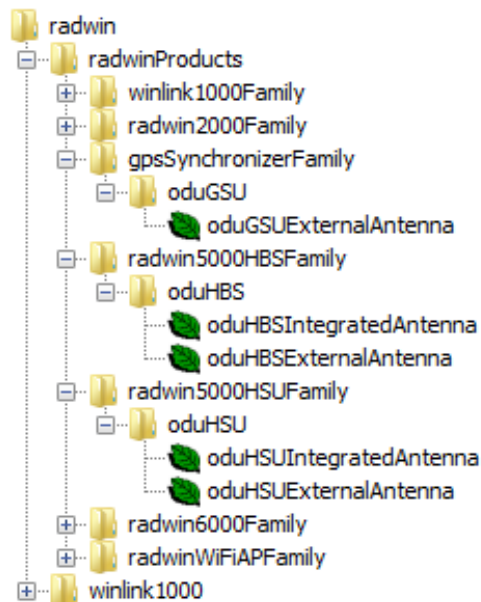 radwin
radwinProducts
winlink1000Family
radwin2000Family
gpsSynchronizerFamily
oduGSU
oduGSUExternalAntenna
radwin5000HBSFamily
oduHBS
oduHBSIntegratedAntenna
oduHBSExternalAntenna
radwin5000HSUFamily
oduHSU
oduHSUIntegratedAntenna
oduHSUExternalAntenna
radwin6000Family
radwinWiFiAPFamily
winlink1000